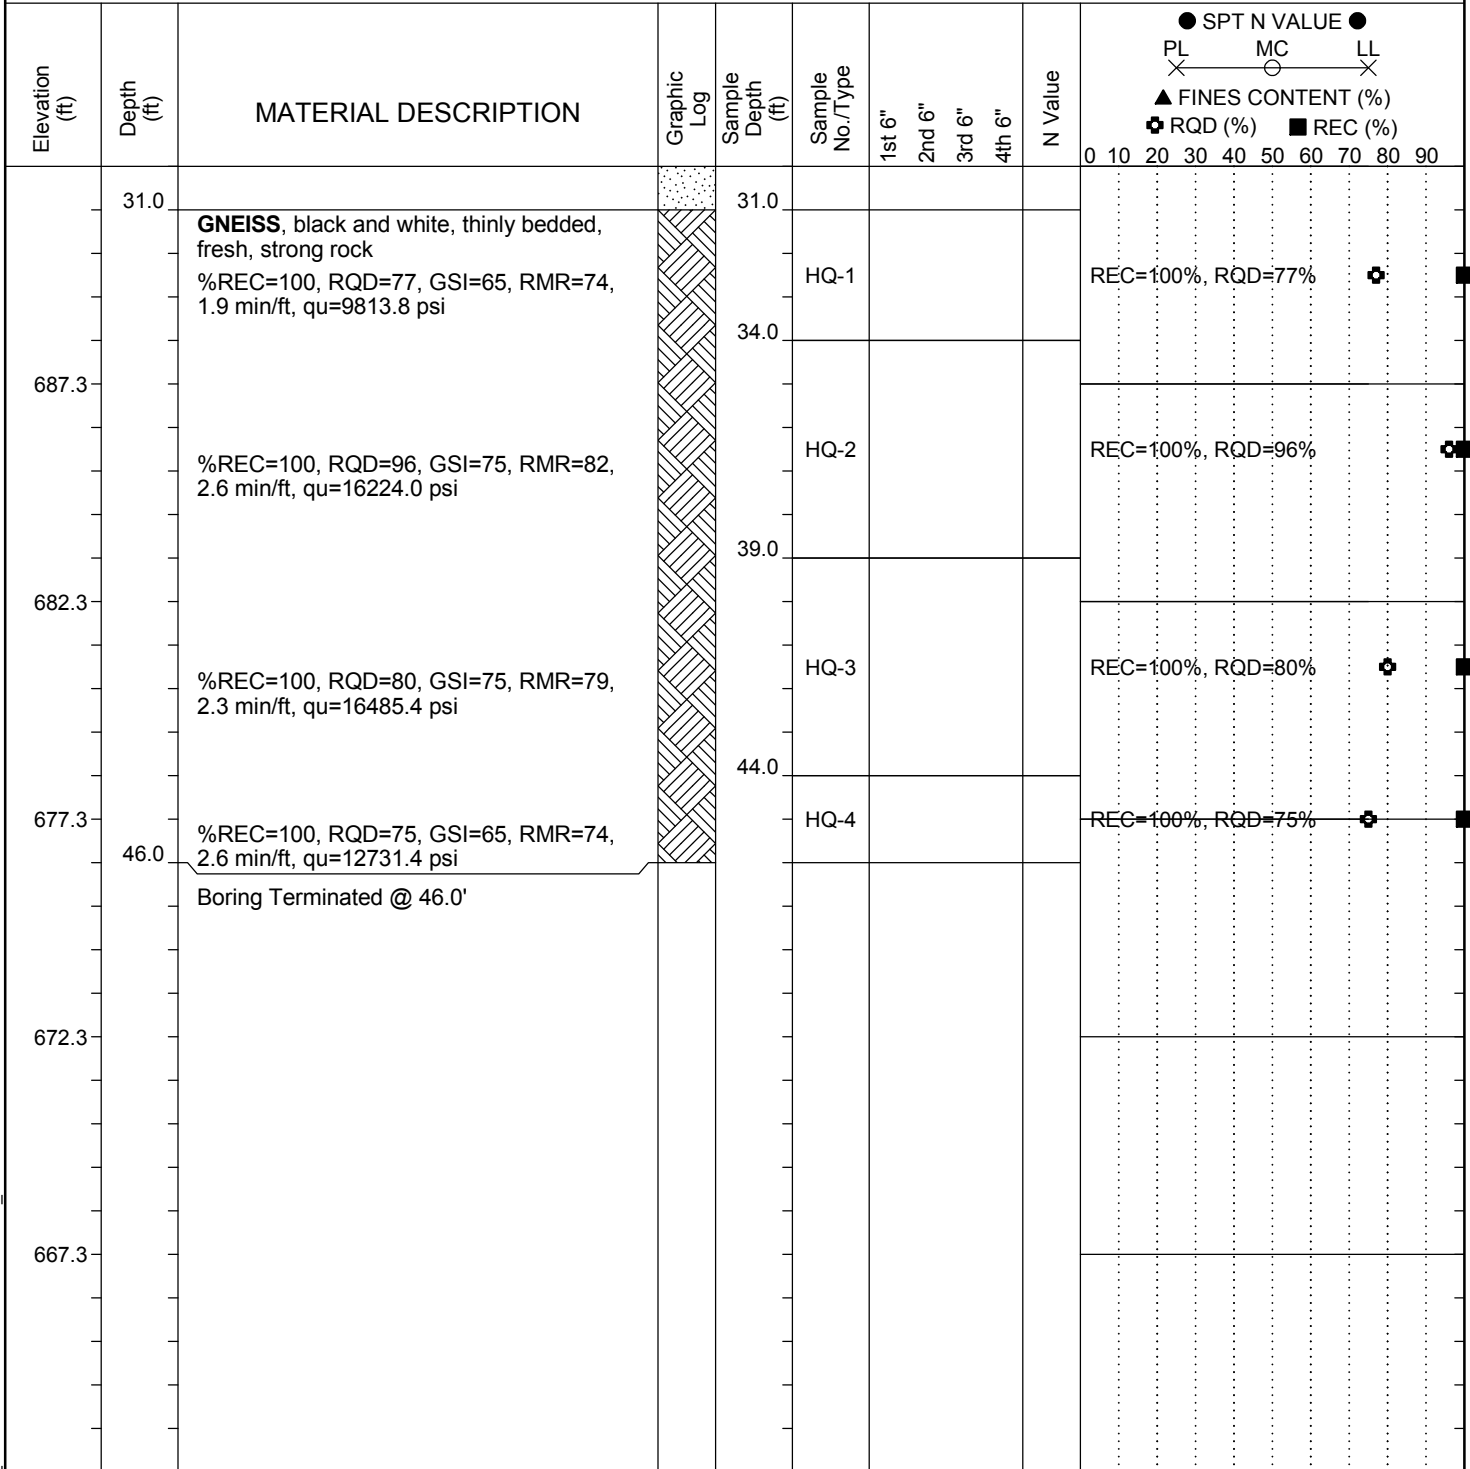 ● SPT N VALUE ●
PL MC LL
▲ FINES CONTENT (%)
RQD (%) ■ REC (%)
Elevation (ft)
Depth (ft)
MATERIAL DESCRIPTION
Graphic Log
Sample Depth (ft)
Sample No./Type
1st 6"
2nd 6"
3rd 6"
4th 6"
N Value
0 10 20 30 40 50 60 70 80 90
31.0 31.0
GNEISS, black and white, thinly bedded,
fresh, strong rock
%REC=100, RQD=77, GSI=65, RMR=74, HQ-1 REC=100%, RQD=77%
1.9 min/ft, qu=9813.8 psi
34.0
687.3
%REC=100, RQD=96, GSI=75, RMR=82, HQ-2 REC=100%, RQD=96%
2.6 min/ft, qu=16224.0 psi
39.0
682.3
%REC=100, RQD=80, GSI=75, RMR=79, HQ-3 REC=100%, RQD=80%
2.3 min/ft, qu=16485.4 psi
44.0
677.3 %REC=100, RQD=75, GSI=65, RMR=74, HQ-4 REC=100%, RQD=75%
46.0 2.6 min/ft, qu=12731.4 psi
Boring Terminated @ 46.0'
672.3
667.3